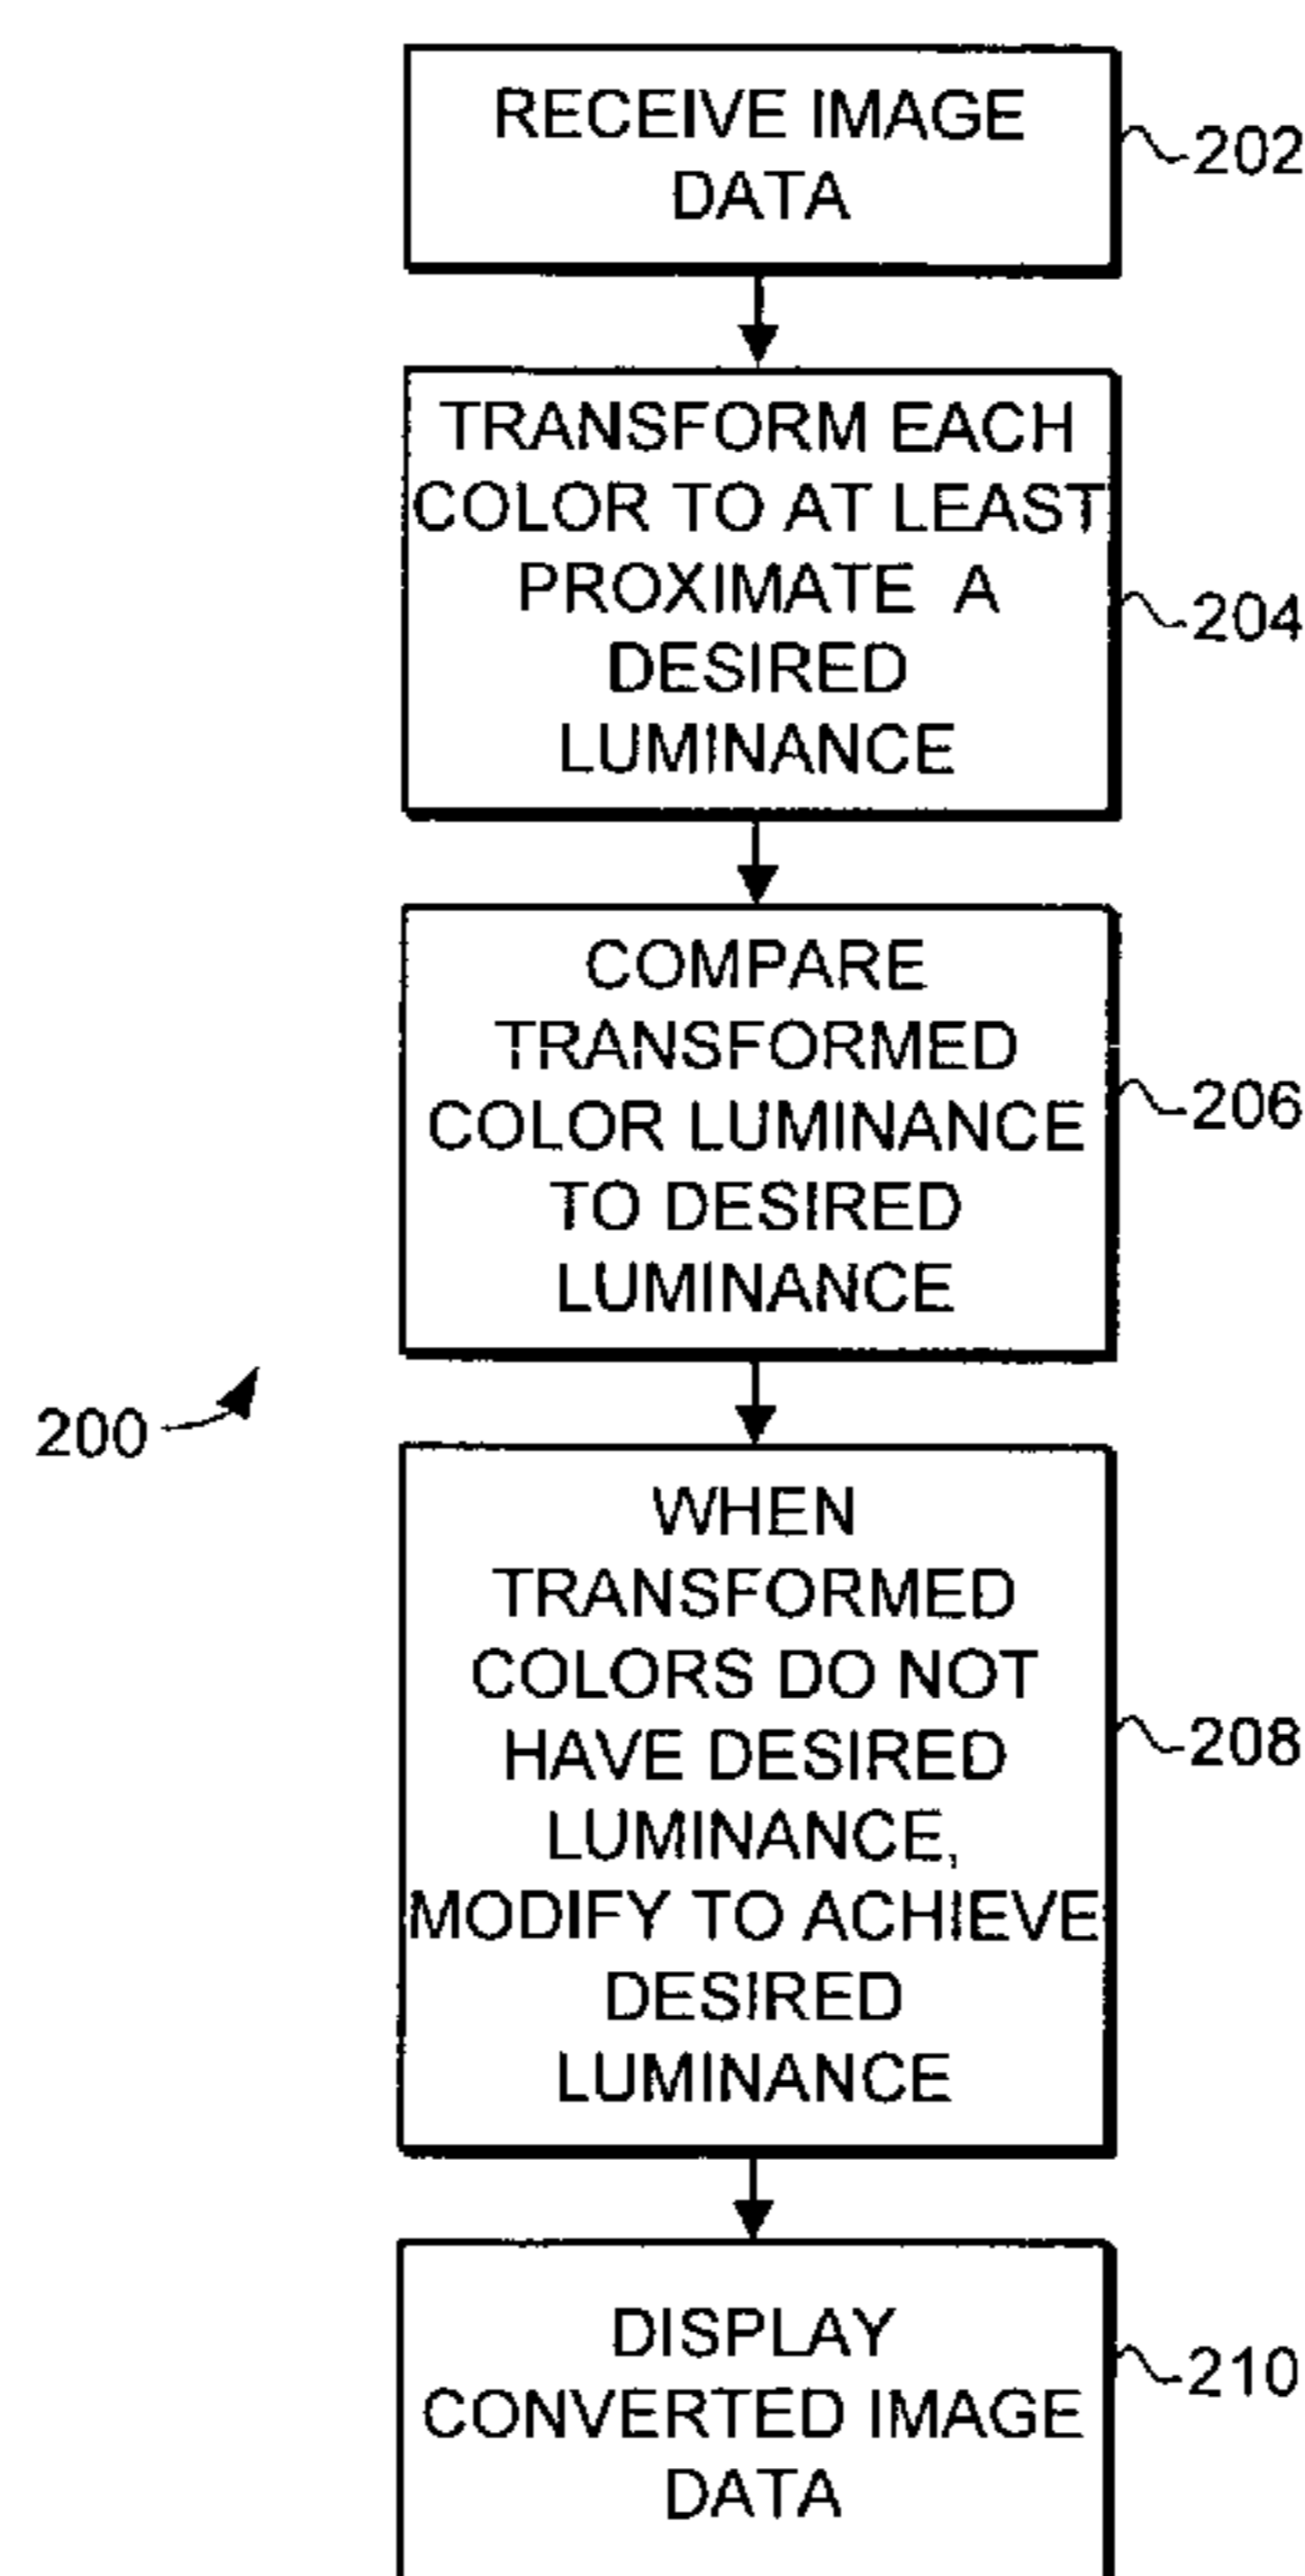 RECEIVE IMAGE
DATA
202
TRANSFORM EACH
COLOR TO AT LEAST
PROXIMATE A
DESIRED
LUMINANCE
204
COMPARE
TRANSFORMED
COLOR LUMINANCE
TO DESIRED
LUMINANCE
206
200
WHEN
TRANSFORMED
COLORS DO NOT
HAVE DESIRED
LUMINANCE,
MODIFY TO ACHIEVE
DESIRED
LUMINANCE
208
DISPLAY
CONVERTED IMAGE
DATA
210